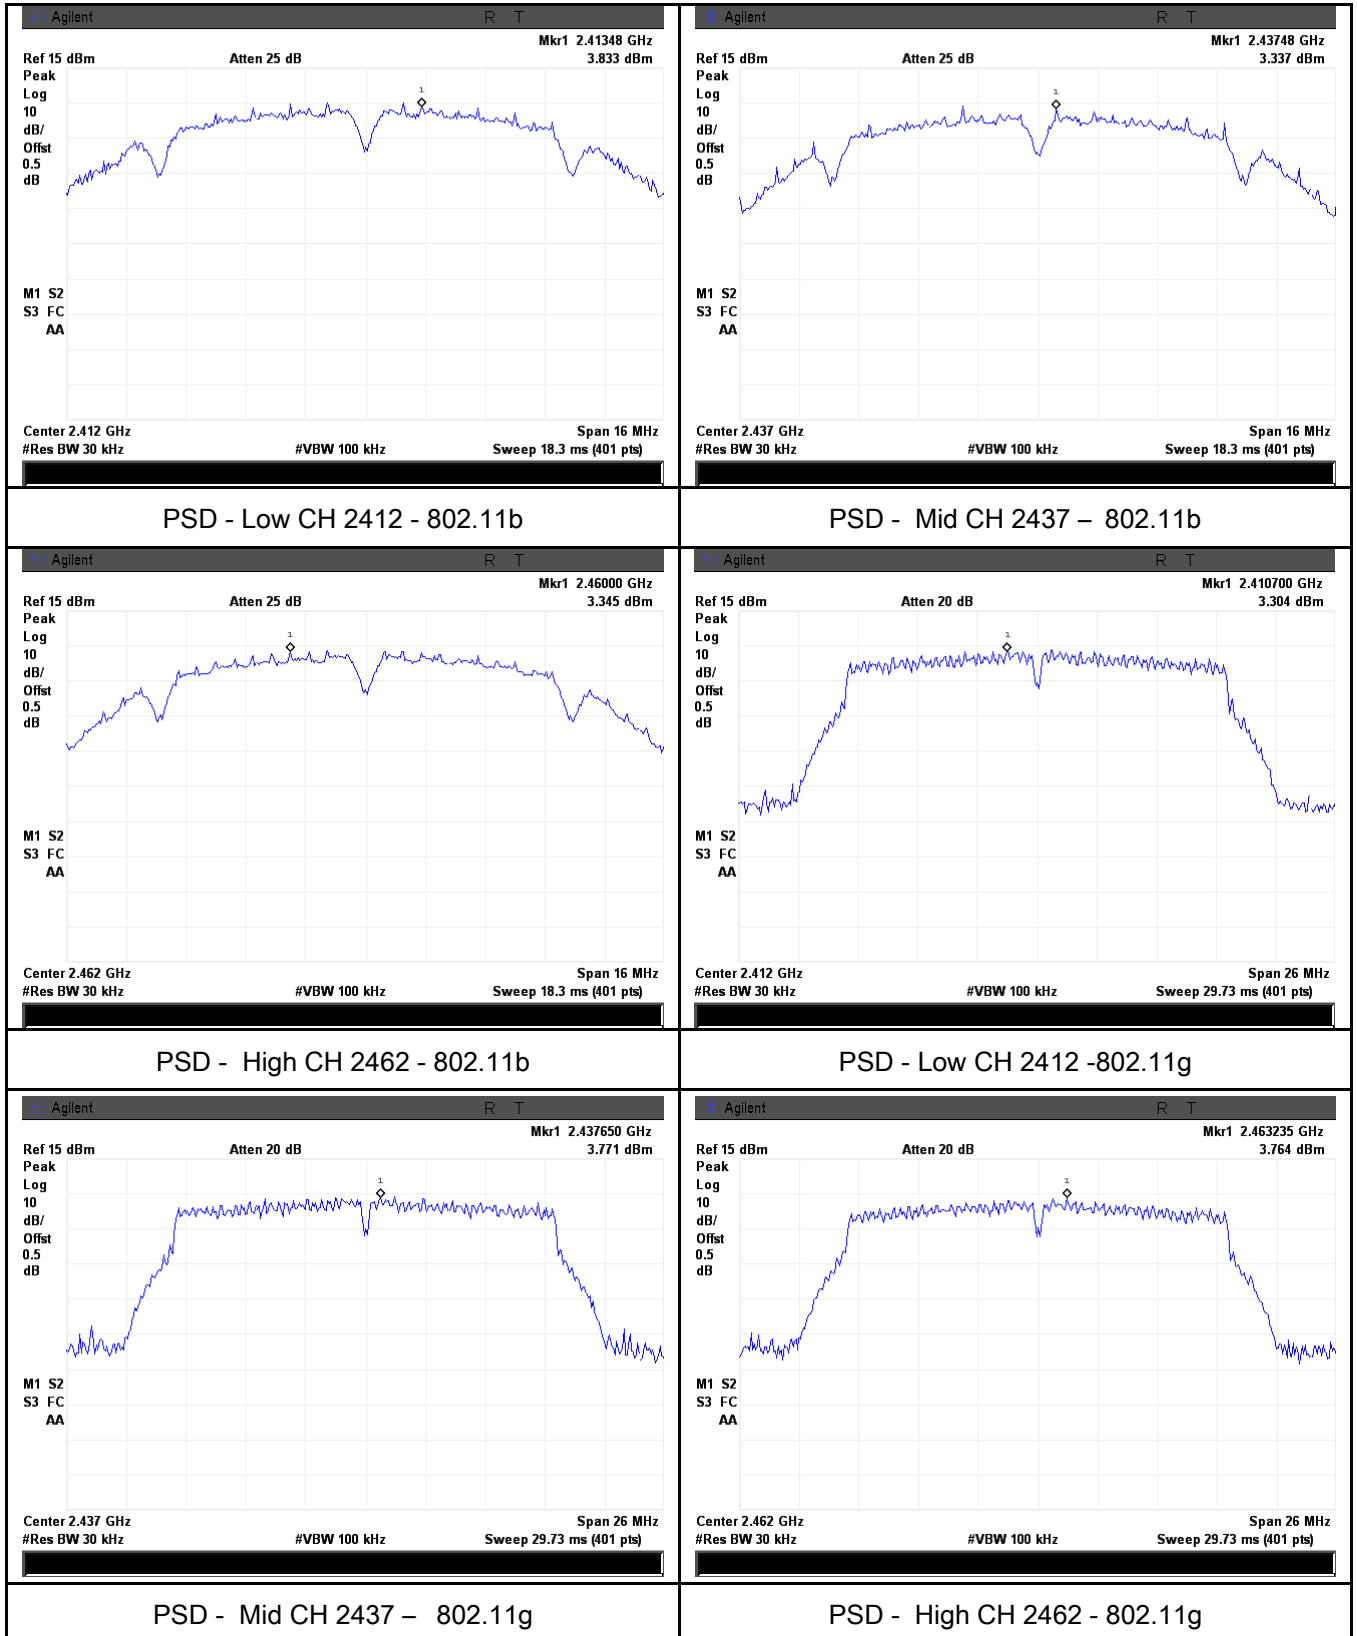 Agilent R T
Mkr1 2.41348 GHz
Ref 15 dBm Atten 25 dB 3.833 dBm
Peak
Log
10
dB/
Offst
0.5
dB
1
M1 S2
S3 FC
AA
Center 2.412 GHz Span 16 MHz
#Res BW 30 kHz #VBW 100 kHz Sweep 18.3 ms (401 pts)
PSD - Low CH 2412 - 802.11b
Agilent R T
Mkr1 2.43748 GHz
Ref 15 dBm Atten 25 dB 3.337 dBm
Peak
Log
10
dB/
Offst
0.5
dB
1
M1 S2
S3 FC
AA
Center 2.437 GHz Span 16 MHz
#Res BW 30 kHz #VBW 100 kHz Sweep 18.3 ms (401 pts)
PSD - Mid CH 2437 – 802.11b
Agilent R T
Mkr1 2.46000 GHz
Ref 15 dBm Atten 25 dB 3.345 dBm
Peak
Log
10
dB/
Offst
0.5
dB
1
M1 S2
S3 FC
AA
Center 2.462 GHz Span 16 MHz
#Res BW 30 kHz #VBW 100 kHz Sweep 18.3 ms (401 pts)
PSD - High CH 2462 - 802.11b
Agilent R T
Mkr1 2.410700 GHz
Ref 15 dBm Atten 20 dB 3.304 dBm
Peak
Log
10
dB/
Offst
0.5
dB
1
M1 S2
S3 FC
AA
Center 2.412 GHz Span 26 MHz
#Res BW 30 kHz #VBW 100 kHz Sweep 29.73 ms (401 pts)
PSD - Low CH 2412 -802.11g
Agilent R T
Mkr1 2.437650 GHz
Ref 15 dBm Atten 20 dB 3.771 dBm
Peak
Log
10
dB/
Offst
0.5
dB
1
M1 S2
S3 FC
AA
Center 2.437 GHz Span 26 MHz
#Res BW 30 kHz #VBW 100 kHz Sweep 29.73 ms (401 pts)
PSD - Mid CH 2437 – 802.11g
Agilent R T
Mkr1 2.463235 GHz
Ref 15 dBm Atten 20 dB 3.764 dBm
Peak
Log
10
dB/
Offst
0.5
dB
1
M1 S2
S3 FC
AA
Center 2.462 GHz Span 26 MHz
#Res BW 30 kHz #VBW 100 kHz Sweep 29.73 ms (401 pts)
PSD - High CH 2462 - 802.11g